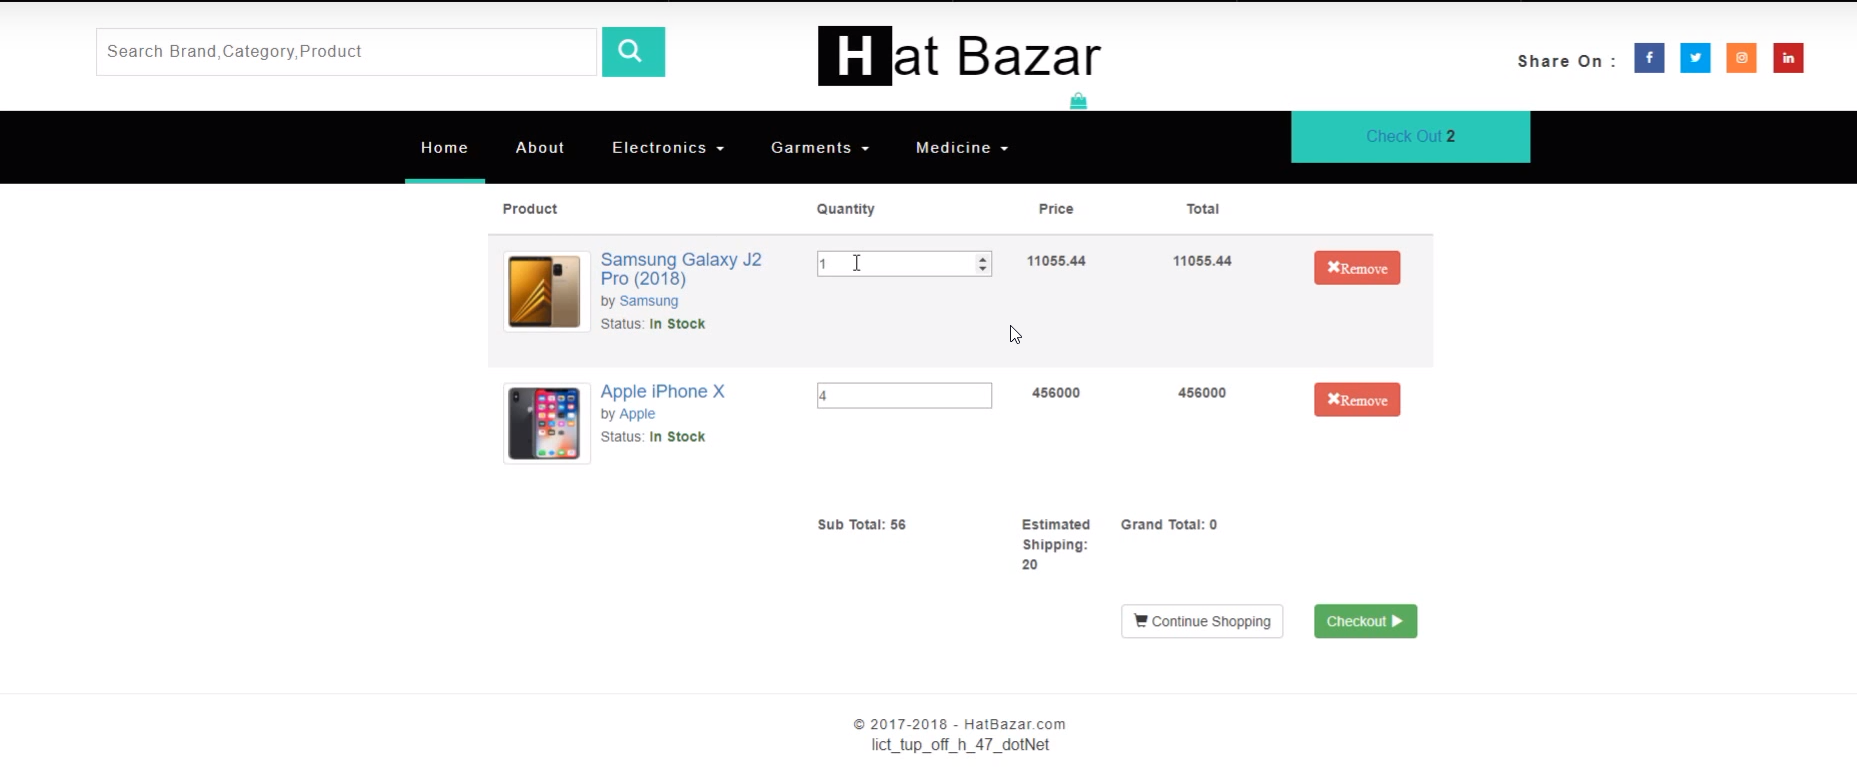 Search Brand,Category,Product
Hat Bazar
Share On :
Home
About
Electronics
Garments
Medicine
Check Out 2
Product
Quantity
Price
Total
Samsung Galaxy J2
Pro (2018)
by Samsung
Status: In Stock
1
11055.44
11055.44
Remove
Apple iPhone X
by Apple
Status: In Stock
4
456000
456000
Remove
Sub Total: 56
Estimated
Shipping:
20
Grand Total: 0
Continue Shopping
Checkout
© 2017-2018 - HatBazar.com
lict_tup_off_h_47_dotNet